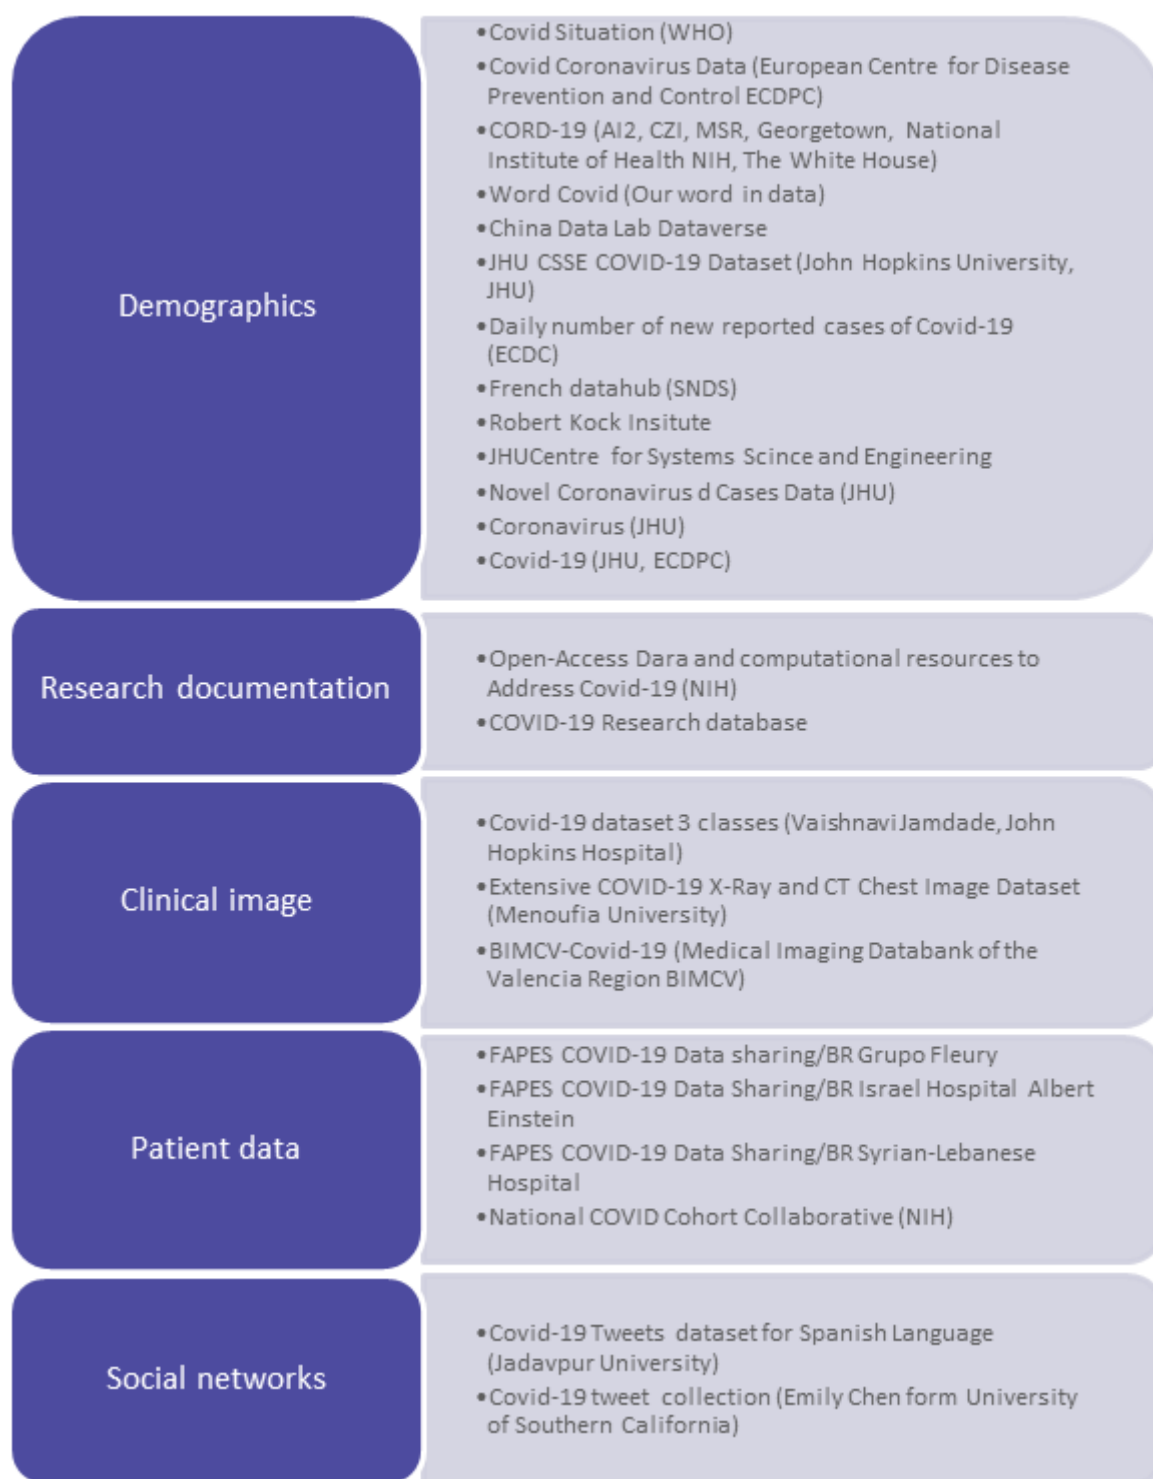 Demographics
•Covid Situation (WHO)
•Covid Coronavirus Data (European Centre for Disease
Prevention and Control ECDPC)
•CORD-19 (AI2, CZI, MSR, Georgetown, National
Institute of Health NIH, The White House)
•Word Covid (Our word in data)
•China Data Lab Dataverse
•JHU CSSE COVID-19 Dataset (John Hopkins University,
JHU)
•Daily number of new reported cases of Covid-19
(ECDC)
•French datahub (SNDS)
•Robert Kock Insitute
•JHUCentre for Systems Scince and Engineering
•Novel Coronavirus d Cases Data (JHU)
•Coronavirus (JHU)
•Covid-19 (JHU, ECDPC)
Research documentation
•Open-Access Dara and computational resources to
Address Covid-19 (NIH)
•COVID-19 Research database
Clinical image
•Covid-19 dataset 3 classes (Vaishnavi Jamdade, John
Hopkins Hospital)
•Extensive COVID-19 X-Ray and CT Chest Image Dataset
(Menoufia University)
•BIMCV-Covid-19 (Medical Imaging Databank of the
Valencia Region BIMCV)
Patient data
•FAPES COVID-19 Data sharing/BR Grupo Fleury
•FAPES COVID-19 Data Sharing/BR Israel Hospital Albert
Einstein
•FAPES COVID-19 Data Sharing/BR Syrian-Lebanese
Hospital
•National COVID Cohort Collaborative (NIH)
Social networks
•Covid-19 Tweets dataset for Spanish Language
(Jadavpur University)
•Covid-19 tweet collection (Emily Chen form University
of Southern California)